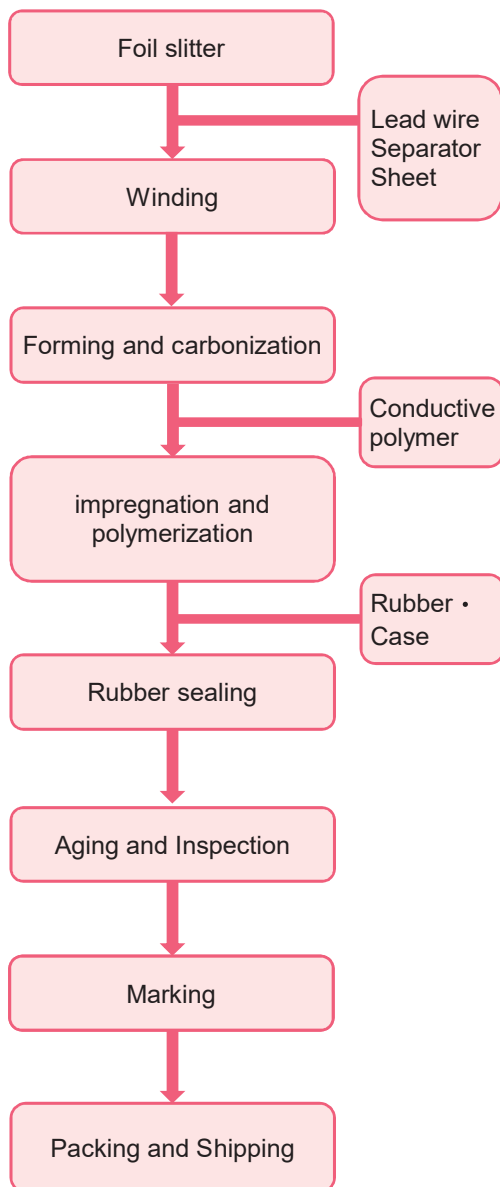 Foil slitter
Lead wire
Separator
Sheet
Winding
Forming and carbonization
Conductive
polymer
impregnation and
polymerization
Rubber・
Case
Rubber sealing
Aging and Inspection
Marking
Packing and Shipping